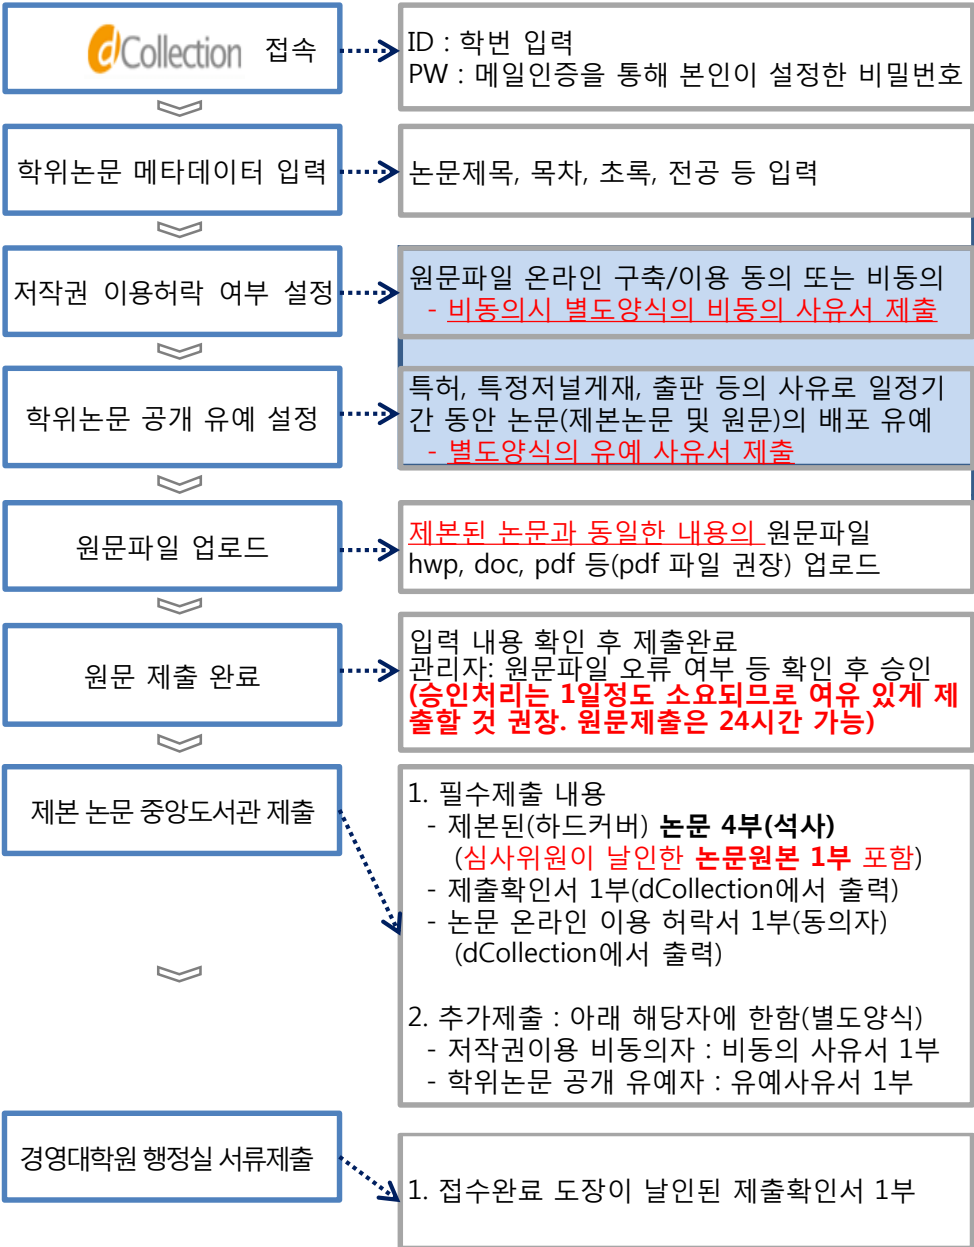 dCollection 접속
ID : 학번 입력
PW : 메일인증을 통해 본인이 설정한 비밀번호
학위논문 메타데이터 입력
논문제목, 목차, 초록, 전공 등 입력
저작권 이용허락 여부 설정
원문파일 온라인 구축/이용 동의 또는 비동의
- 비동의시 별도양식의 비동의 사유서 제출
학위논문 공개 유예 설정
특허, 특정저널게재, 출판 등의 사유로 일정기
간 동안 논문(제본논문 및 원문)의 배포 유예
- 별도양식의 유예 사유서 제출
원문파일 업로드
제본된 논문과 동일한 내용의 원문파일
hwp, doc, pdf 등(pdf 파일 권장) 업로드
원문 제출 완료
입력 내용 확인 후 제출완료
관리자: 원문파일 오류 여부 등 확인 후 승인
(승인처리는 1일정도 소요되므로 여유 있게 제
출할 것 권장. 원문제출은 24시간 가능)
제본 논문 중앙도서관 제출
1. 필수제출 내용
- 제본된(하드커버) 논문 4부(석사)
(심사위원이 날인한 논문원본 1부 포함)
- 제출확인서 1부(dCollection에서 출력)
- 논문 온라인 이용 허락서 1부(동의자)
(dCollection에서 출력)
2. 추가제출 : 아래 해당자에 한함(별도양식)
- 저작권이용 비동의자 : 비동의 사유서 1부
- 학위논문 공개 유예자 : 유예사유서 1부
경영대학원 행정실 서류제출
1. 접수완료 도장이 날인된 제출확인서 1부